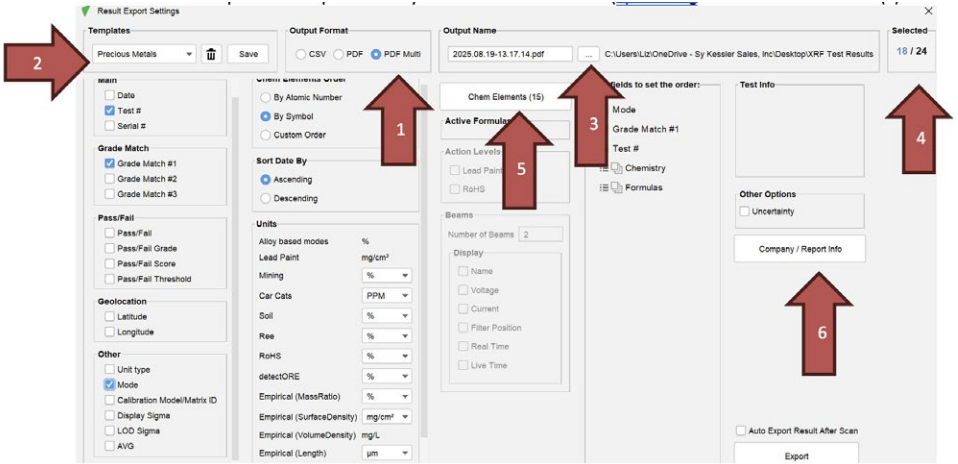 Result Export Settings
Templates
Precious Metals
Save
2
Output Format
CSV PDF PDF Multi
1
Output Name
2025.08.19-13.17.14.pdf ... C:\Users\Liz\OneDrive - Sy Kessler Sales, Inc\Desktop\XRF Test Results
3
Selected
18 / 24
4
Main
Date
Test #
Serial #
Grade Match
Grade Match #1
Grade Match #2
Grade Match #3
Pass/Fail
Pass/Fail
Pass/Fail Grade
Pass/Fail Score
Pass/Fail Threshold
Geolocation
Latitude
Longitude
Other
Unit type
Mode
Calibration Model/Matrix ID
Display Sigma
LOD Sigma
AVG
Chem Elements Order
By Atomic Number
By Symbol
Custom Order
Sort Date By
Ascending
Descending
Units
Alloy based modes %
Lead Paint mg/cm²
Mining %
Car Cats PPM
Soil %
Ree %
RoHS %
detectORE %
Empirical (MassRatio) %
Empirical (SurfaceDensity) mg/cm²
Empirical (VolumeDensity) mg/L
Empirical (Length) µm
Chem Elements (15)
5
Active Formulas
Action Levels
Lead Paint
RoHS
Beams
Number of Beams 2
Display
Name
Voltage
Current
Filter Position
Real Time
Live Time
fields to set the order:
Mode
Grade Match #1
Test #
Chemistry
Formulas
Test Info
Other Options
Uncertainty
Company / Report Info
6
Auto Export Result After Scan
Export